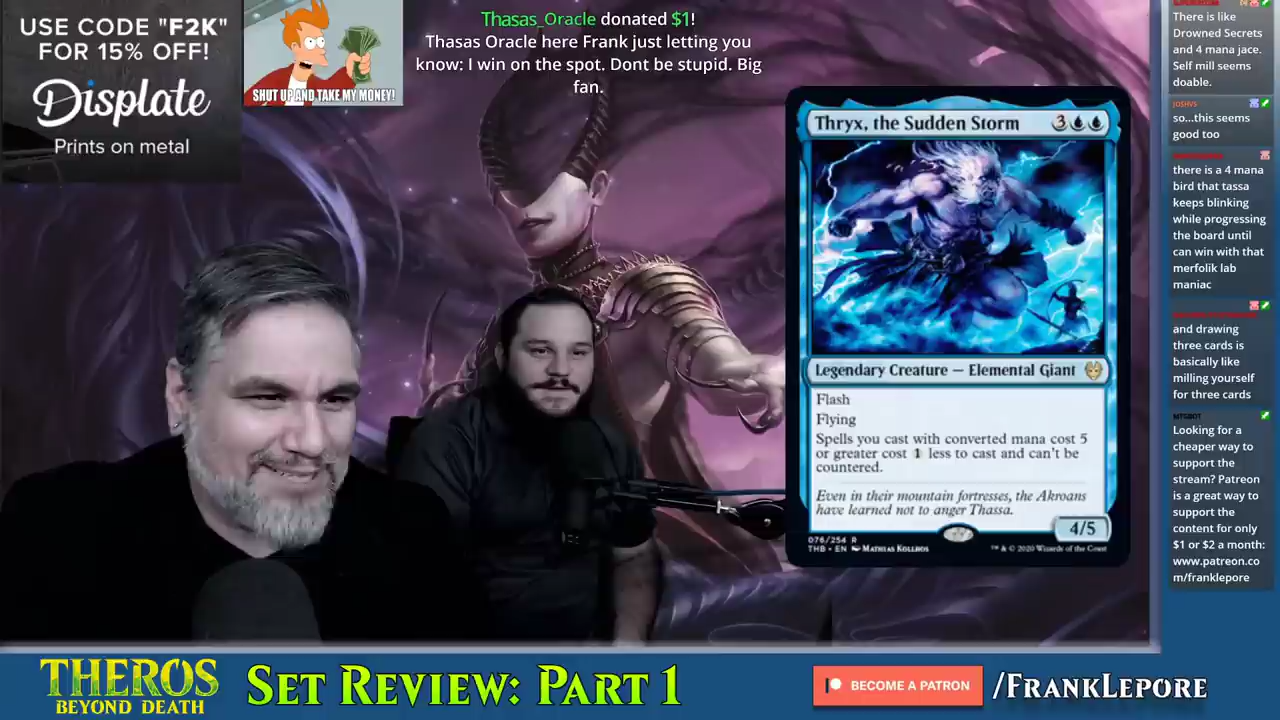 USE CODE "F2K"
FOR 15% OFF!
Displate
Prints on metal
SHUT UP AND TAKE MY MONEY!
Thasas_Oracle donated $1!
Thasas Oracle here Frank just letting you
know: I win on the spot. Dont be stupid. Big
fan.
Thryx, the Sudden Storm 3
Legendary Creature — Elemental Giant
Flash
Flying
Spells you cast with converted mana cost 5
or greater cost 1 less to cast and can't be
countered.
Even in their mountain fortresses, the Akroans
have learned not to anger Thassa.
4/5
076/254 R
THB • EN Mathias Kollros
™ & © 2020 Wizards of the Coast
There is like
Drowned Secrets
and 4 mana jace.
Self mill seems
doable.
JOSHVS
so...this seems
good too
there is a 4 mana
bird that tassa
keeps blinking
while progressing
the board until
can win with that
merfolik lab
maniac
and drawing
three cards is
basically like
milling yourself
for three cards
MTGBOT
Looking for a
cheaper way to
support the
stream? Patreon
is a great way to
support the
content for only
$1 or $2 a month:
www.patreon.co
m/franklepore
THEROS
BEYOND DEATH
SET REVIEW: PART 1
BECOME A PATRON
/FRANKLEPORE